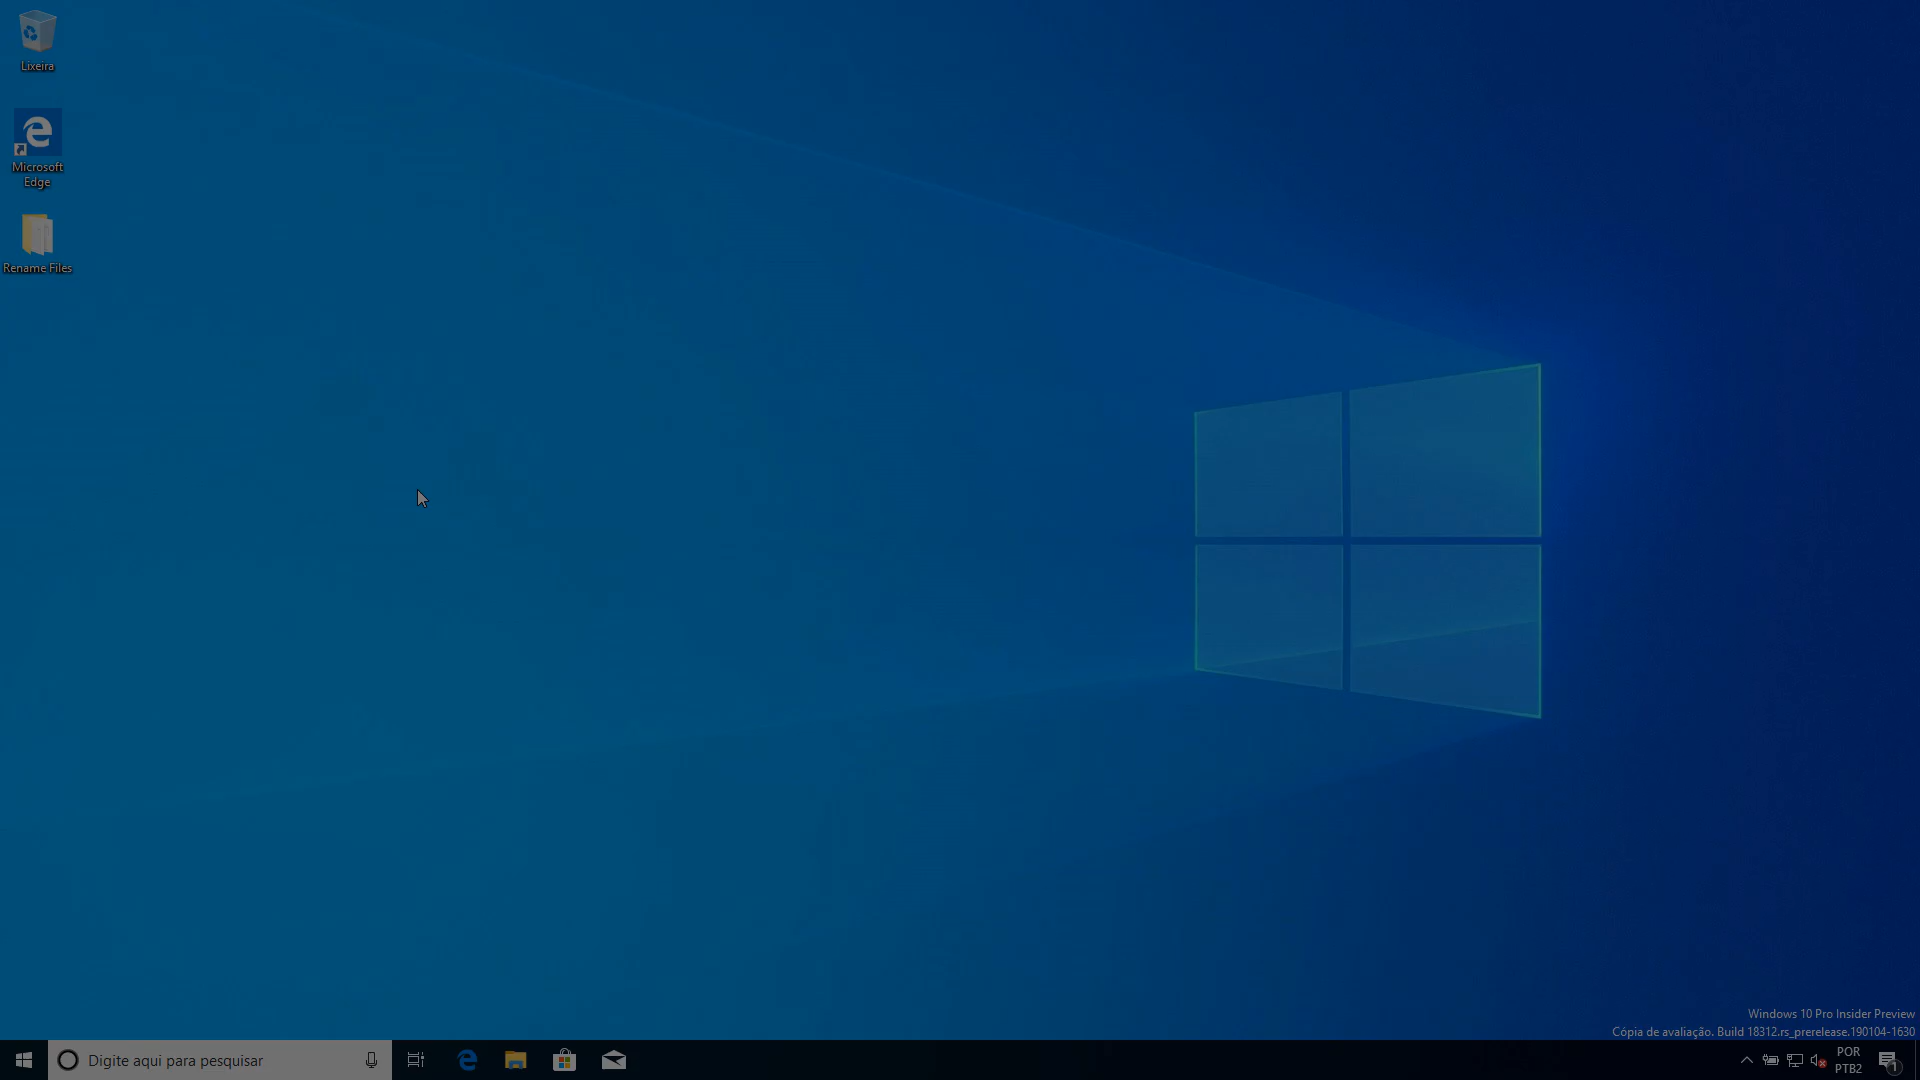 Lixeira
Microsoft
Edge
Rename Files
Windows 10 Pro Insider Preview
Cópia de avaliação. Build 18312.rs_prerelease.190104-1630
Digite aqui para pesquisar
POR
PTB2
1